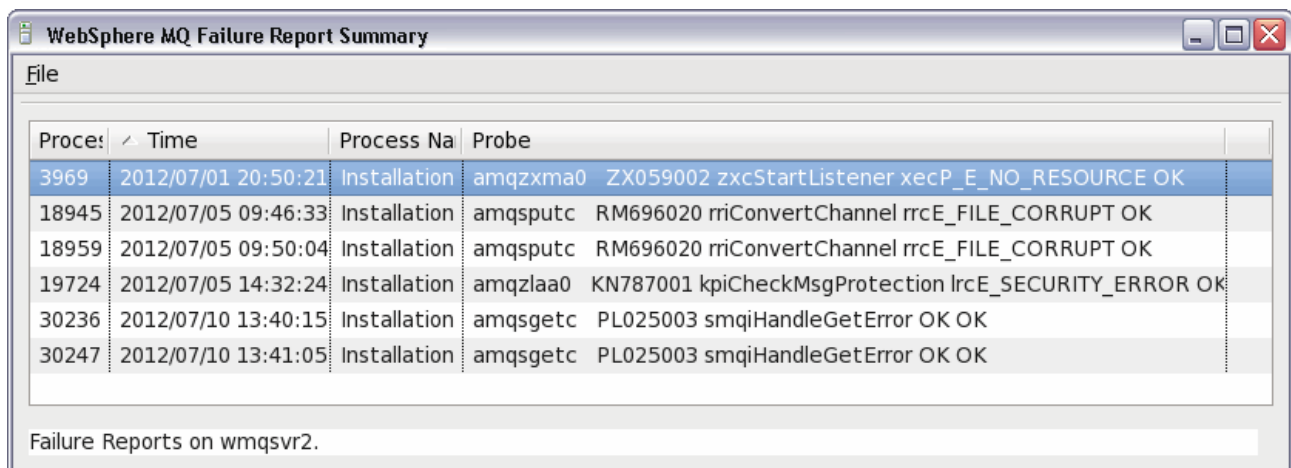 WebSphere MQ Failure Report Summary
File
Proces Time Process Na Probe
3969 2012/07/01 20:50:21 Installation amqzxma0 ZX059002 zxcStartListener xecP_E_NO_RESOURCE OK
18945 2012/07/05 09:46:33 Installation amqsputc RM696020 rriConvertChannel rrcE_FILE_CORRUPT OK
18959 2012/07/05 09:50:04 Installation amqsputc RM696020 rriConvertChannel rrcE_FILE_CORRUPT OK
19724 2012/07/05 14:32:24 Installation amqzlaa0 KN787001 kpiCheckMsgProtection lrcE_SECURITY_ERROR OK
30236 2012/07/10 13:40:15 Installation amqsgetc PL025003 smqiHandleGetError OK OK
30247 2012/07/10 13:41:05 Installation amqsgetc PL025003 smqiHandleGetError OK OK
Failure Reports on wmqsvr2.